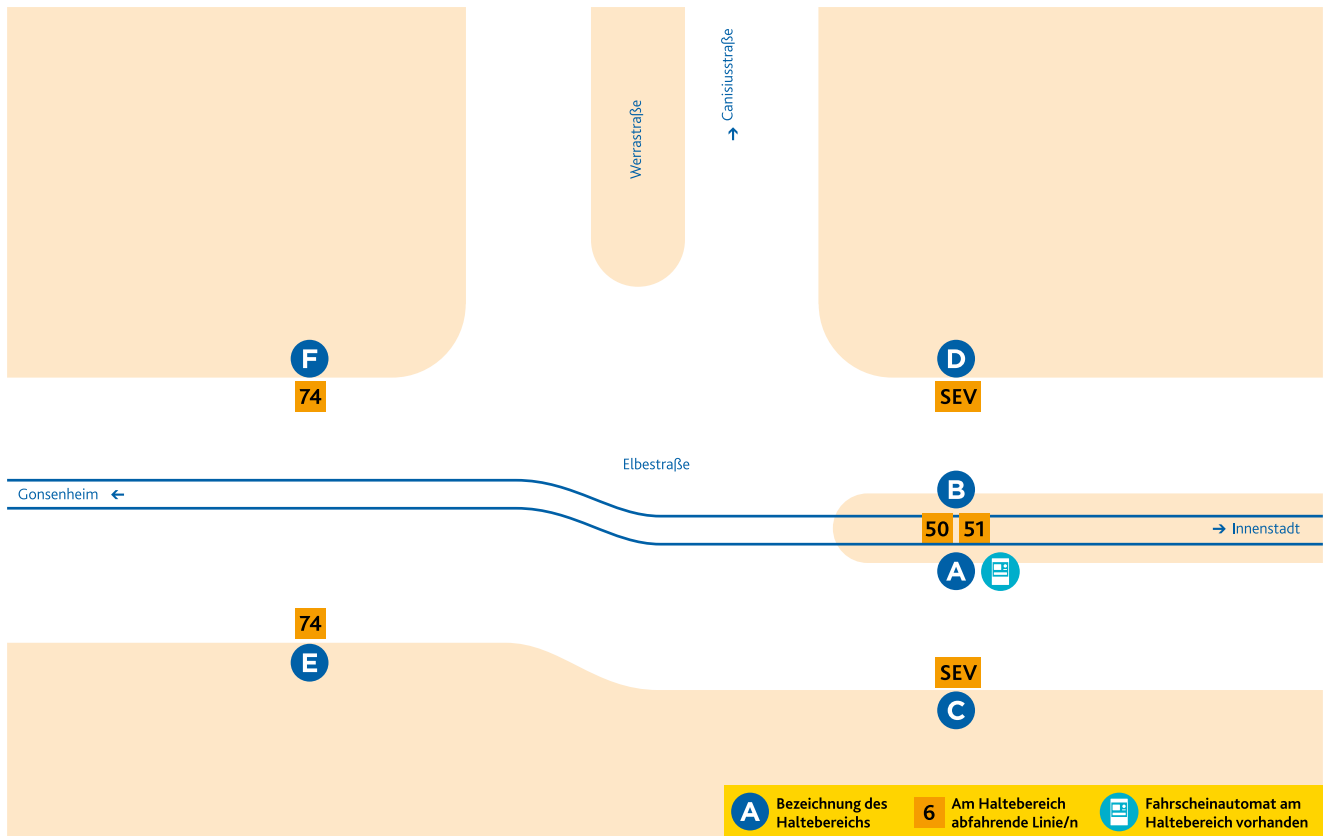 → Canisiusstraße
Werrastraße
F
D
74
SEV
Elbestraße
B
Gonsenheim ←
50 51
→ Innenstadt
A
74
E
SEV
C
A Bezeichnung des
Haltebereichs
6 Am Haltebereich
abfahrende Linie/n
Fahrscheinautomat am
Haltebereich vorhanden